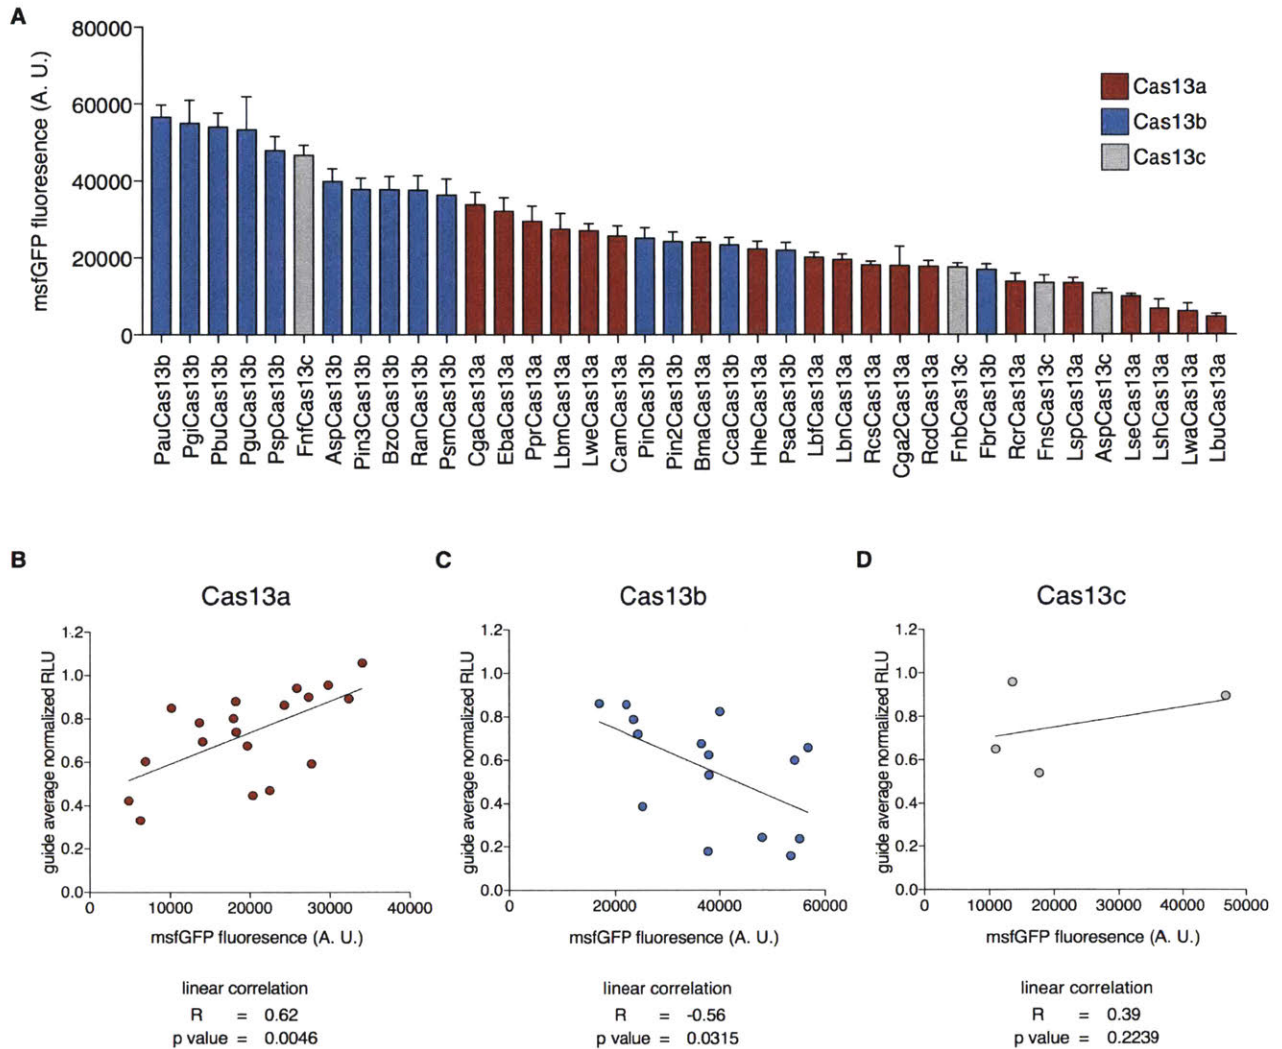 A
80000
60000
40000
20000
0
msfGFP fluoresence (A. U.)
Cas13a
Cas13b
Cas13c
PauCas13b
PgiCas13b
PbuCas13b
PguCas13b
PspCas13b
FnfCas13c
AspCas13b
Pin3Cas13b
BzoCas13b
RanCas13b
PsmCas13b
CgaCas13a
EbaCas13a
PprCas13a
LbmCas13a
LweCas13a
CamCas13a
PinCas13b
Pin2Cas13b
BmaCas13a
CcaCas13b
HheCas13a
PsaCas13b
LbfCas13a
LbnCas13a
RcsCas13a
Cga2Cas13a
RcdCas13a
FnbCas13c
FbrCas13b
RcrCas13a
FnsCas13c
LspCas13a
AspCas13c
LseCas13a
LshCas13a
LwaCas13a
LbuCas13a
B
Cas13a
guide average normalized RLU
1.2
1.0
0.8
0.6
0.4
0.2
0.0
0 10000 20000 30000 40000
msfGFP fluoresence (A. U.)
linear correlation
R = 0.62
p value = 0.0046
C
Cas13b
guide average normalized RLU
1.2
1.0
0.8
0.6
0.4
0.2
0.0
0 20000 40000 60000
msfGFP fluoresence (A. U.)
linear correlation
R = -0.56
p value = 0.0315
D
Cas13c
guide average normalized RLU
1.2
1.0
0.8
0.6
0.4
0.2
0.0
0 10000 20000 30000 40000 50000
msfGFP fluoresence (A. U.)
linear correlation
R = 0.39
p value = 0.2239